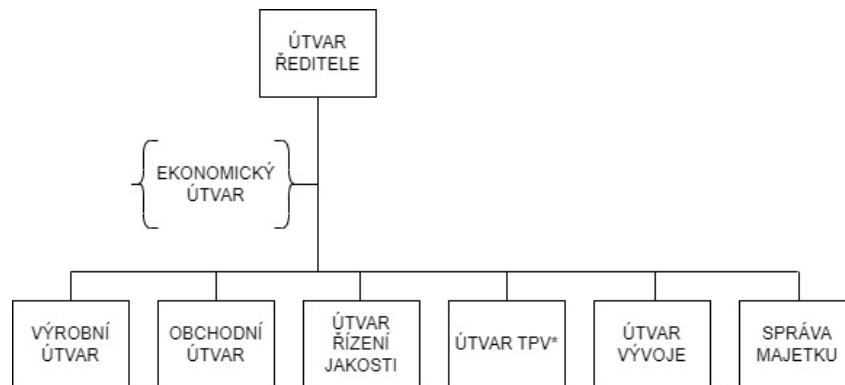 ÚTVAR
ŘEDITELE
EKONOMICKÝ
ÚTVAR
VÝROBNÍ
ÚTVAR
OBCHODNÍ
ÚTVAR
ÚTVAR
ŘÍZENÍ
JAKOSTI
ÚTVAR TPV*
ÚTVAR
VÝVOJE
SPRÁVA
MAJETKU